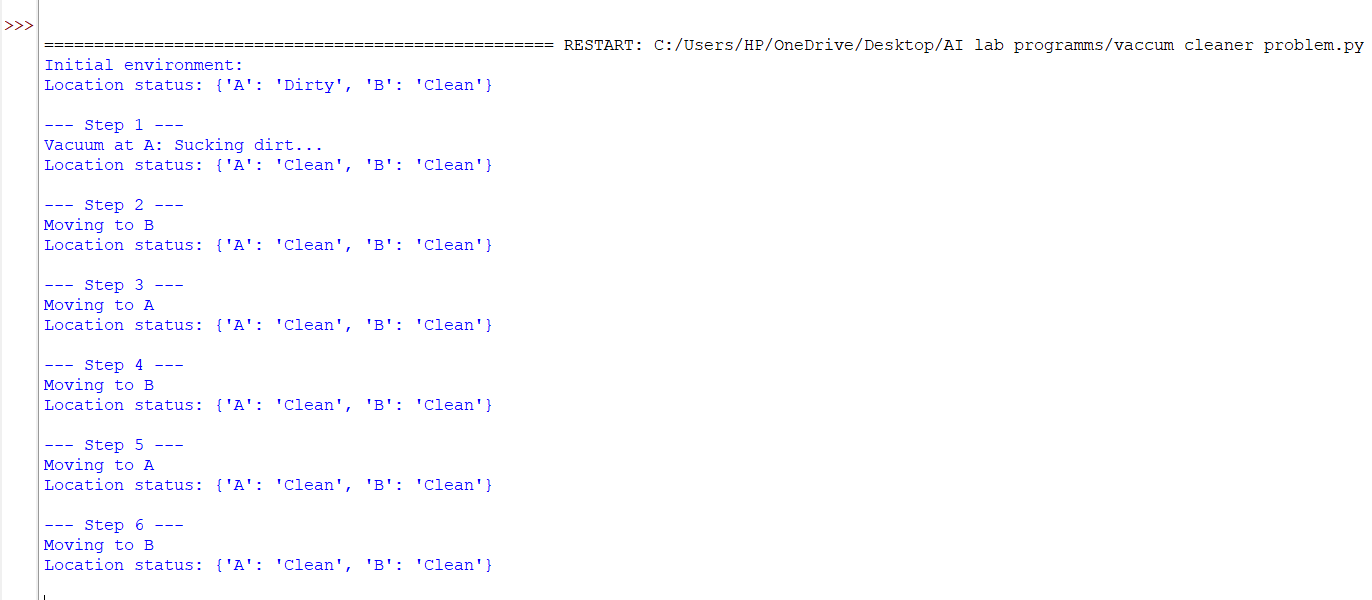 >>>
=================================================== RESTART: C:/Users/HP/OneDrive/Desktop/AI lab programms/vaccum cleaner problem.py
Initial environment:
Location status: {'A': 'Dirty', 'B': 'Clean'}
--- Step 1 ---
Vacuum at A: Sucking dirt...
Location status: {'A': 'Clean', 'B': 'Clean'}
--- Step 2 ---
Moving to B
Location status: {'A': 'Clean', 'B': 'Clean'}
--- Step 3 ---
Moving to A
Location status: {'A': 'Clean', 'B': 'Clean'}
--- Step 4 ---
Moving to B
Location status: {'A': 'Clean', 'B': 'Clean'}
--- Step 5 ---
Moving to A
Location status: {'A': 'Clean', 'B': 'Clean'}
--- Step 6 ---
Moving to B
Location status: {'A': 'Clean', 'B': 'Clean'}